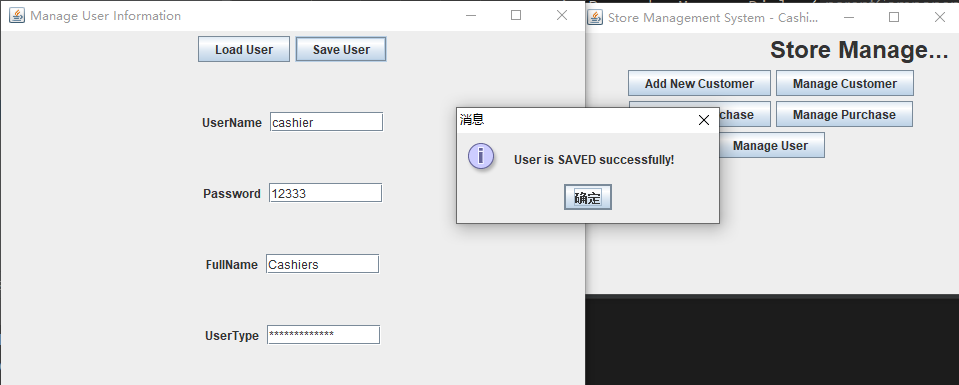 Manage User Information
Load User
Save User
UserName
cashier
Password
12333
FullName
Cashiers
UserType
*************
消息
User is SAVED successfully!
确定
Store Management System - Cashi...
Store Manage...
Add New Customer
Manage Customer
Manage Purchase
Manage User